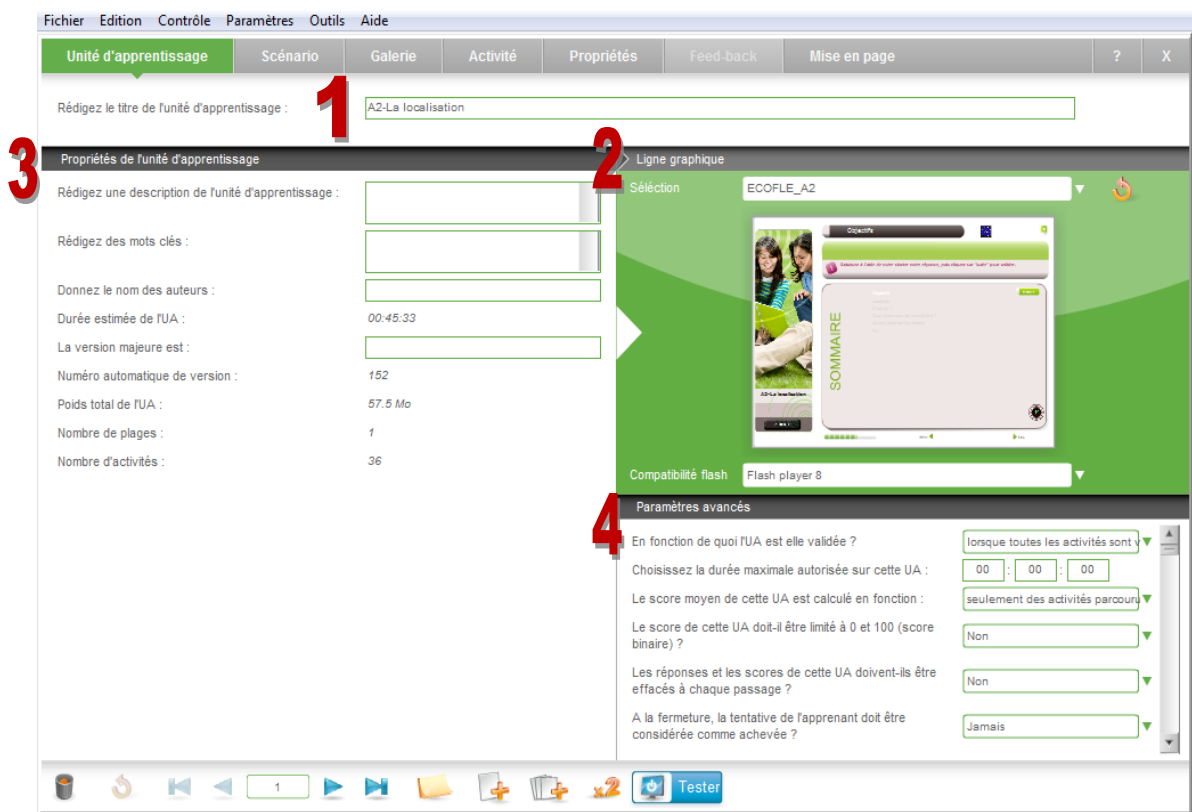 Fichier Edition Contrôle Paramètres Outils Aide
Unité d'apprentissage Scénario Galerie Activité Propriétés Feed-back Mise en page ? X
1
Rédigez le titre de l'unité d'apprentissage : A2-La localisation
3 Propriétés de l'unité d'apprentissage
Rédigez une description de l'unité d'apprentissage :
Rédigez des mots clés :
Donnez le nom des auteurs :
Durée estimée de l'UA : 00:45:33
La version majeure est :
Numéro automatique de version : 152
Poids total de l'UA : 57.5 Mo
Nombre de plages : 1
Nombre d'activités : 36
2 Ligne graphique
Séléction ECOFLE_A2
Objectifs
SOMMAIRE
A2-La localisation
Compatibilité flash Flash player 8
4 Paramètres avancés
En fonction de quoi l'UA est elle validée ? lorsque toutes les activités sont v
Choisissez la durée maximale autorisée sur cette UA : 00 : 00 : 00
Le score moyen de cette UA est calculé en fonction : seulement des activités parcouru
Le score de cette UA doit-il être limité à 0 et 100 (score
binaire) ? Non
Les réponses et les scores de cette UA doivent-ils être
effacés à chaque passage ? Non
A la fermeture, la tentative de l'apprenant doit être
considérée comme achevée ? Jamais
1 x2 Tester